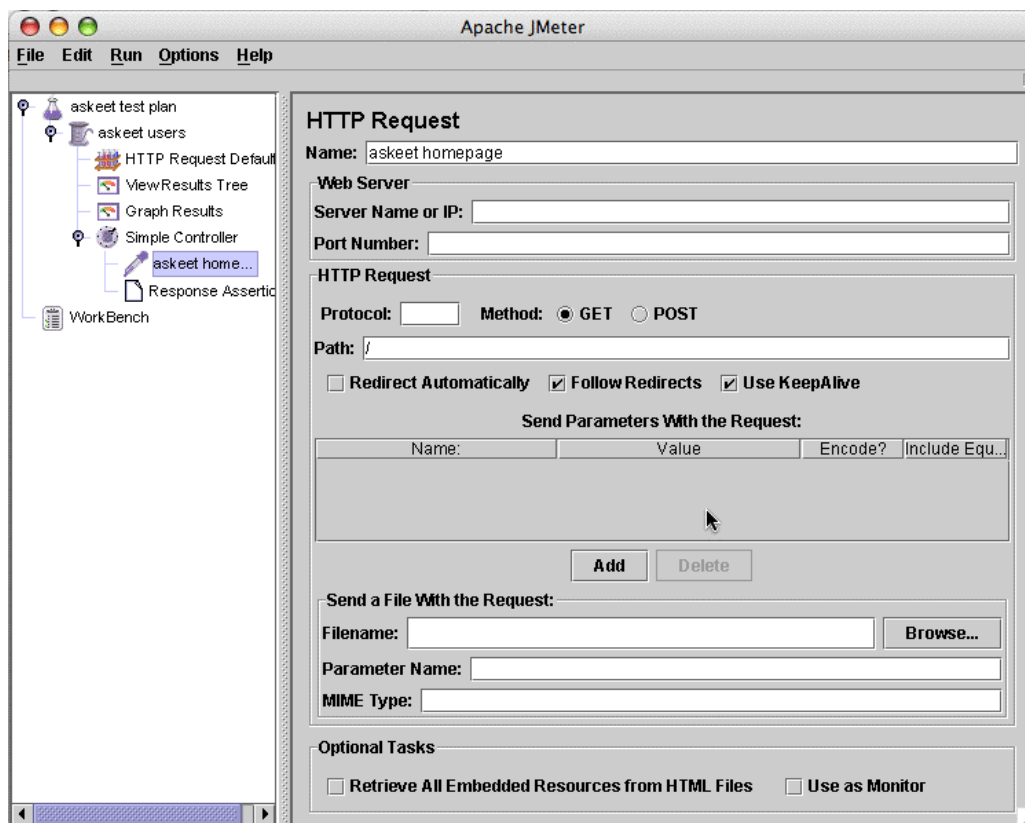 Apache JMeter
File Edit Run Options Help
askeet test plan
askeet users
HTTP Request Default
View Results Tree
Graph Results
Simple Controller
askeet home...
Response Assertio
WorkBench
HTTP Request
Name: askeet homepage
Web Server
Server Name or IP:
Port Number:
HTTP Request
Protocol: Method: GET POST
Path: /
Redirect Automatically Follow Redirects Use KeepAlive
Send Parameters With the Request:
Name: Value Encode? Include Equ...
Add Delete
Send a File With the Request:
Filename: Browse...
Parameter Name:
MIME Type:
Optional Tasks
Retrieve All Embedded Resources from HTML Files Use as Monitor